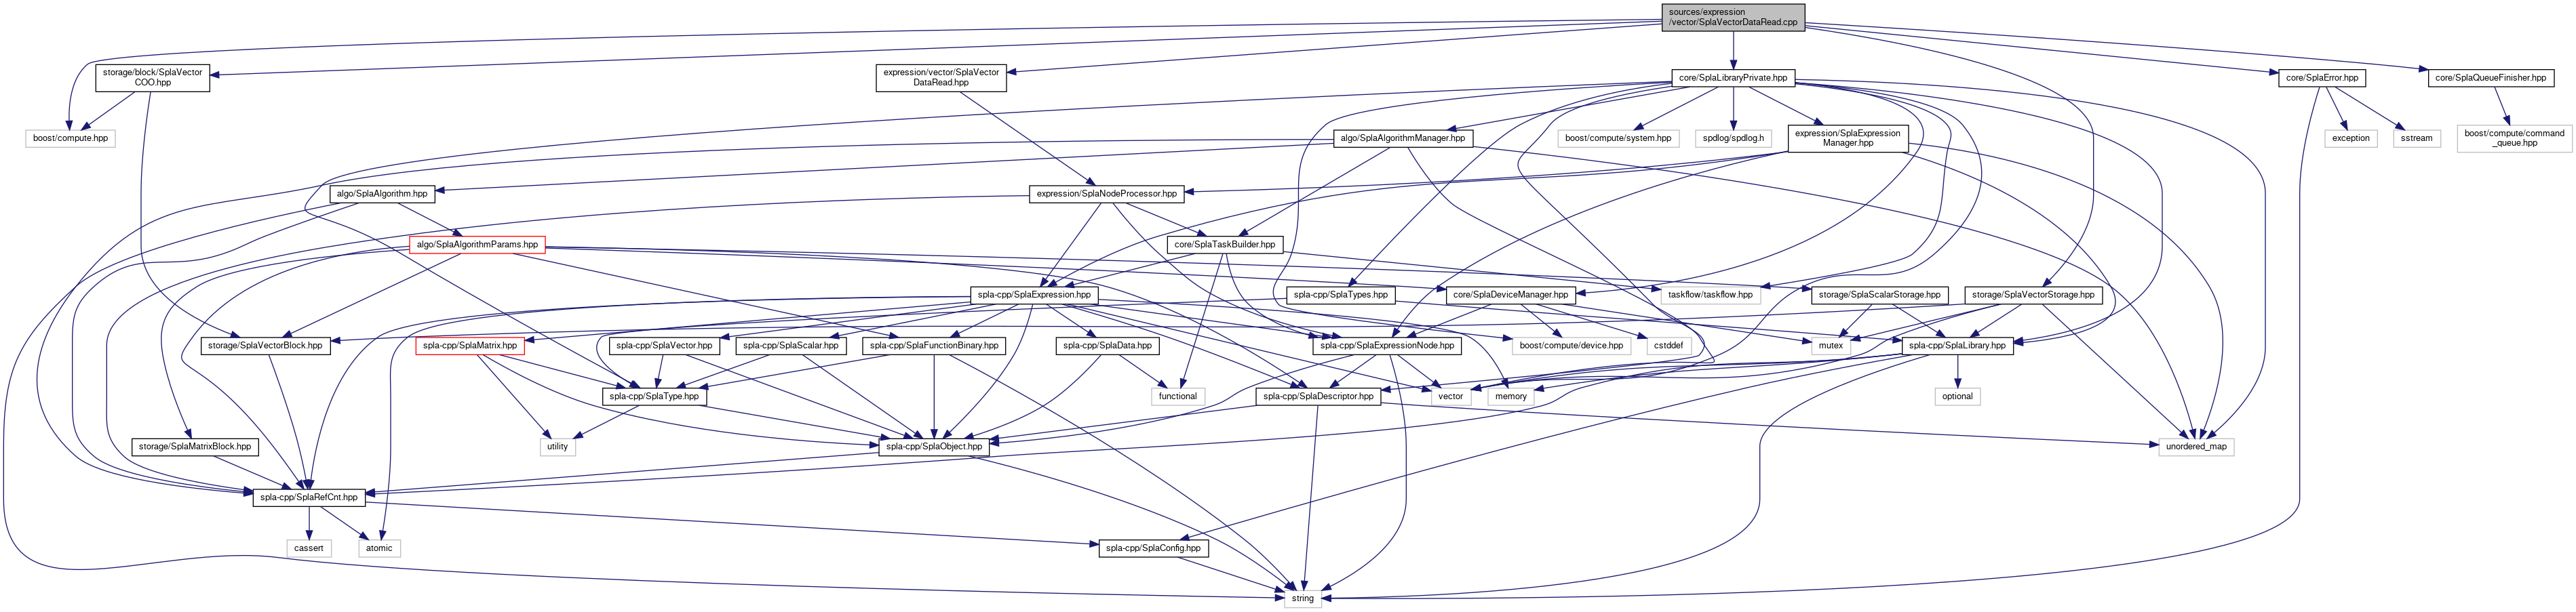 sources/expression
/vector/SplaVectorDataRead.cpp
storage/block/SplaVector
COO.hpp
expression/vector/SplaVector
DataRead.hpp
core/SplaLibraryPrivate.hpp
core/SplaError.hpp
core/SplaQueueFinisher.hpp
boost/compute.hpp
algo/SplaAlgorithmManager.hpp
boost/compute/system.hpp
spdlog/spdlog.h
expression/SplaExpression
Manager.hpp
exception
sstream
boost/compute/command
_queue.hpp
algo/SplaAlgorithm.hpp
expression/SplaNodeProcessor.hpp
algo/SplaAlgorithmParams.hpp
core/SplaTaskBuilder.hpp
spla-cpp/SplaExpression.hpp
spla-cpp/SplaTypes.hpp
core/SplaDeviceManager.hpp
taskflow/taskflow.hpp
storage/SplaScalarStorage.hpp
storage/SplaVectorStorage.hpp
storage/SplaVectorBlock.hpp
spla-cpp/SplaMatrix.hpp
spla-cpp/SplaVector.hpp
spla-cpp/SplaScalar.hpp
spla-cpp/SplaFunctionBinary.hpp
spla-cpp/SplaData.hpp
spla-cpp/SplaExpressionNode.hpp
boost/compute/device.hpp
cstddef
mutex
spla-cpp/SplaLibrary.hpp
spla-cpp/SplaType.hpp
functional
spla-cpp/SplaDescriptor.hpp
vector
memory
optional
storage/SplaMatrixBlock.hpp
utility
spla-cpp/SplaObject.hpp
unordered_map
spla-cpp/SplaRefCnt.hpp
cassert
atomic
spla-cpp/SplaConfig.hpp
string